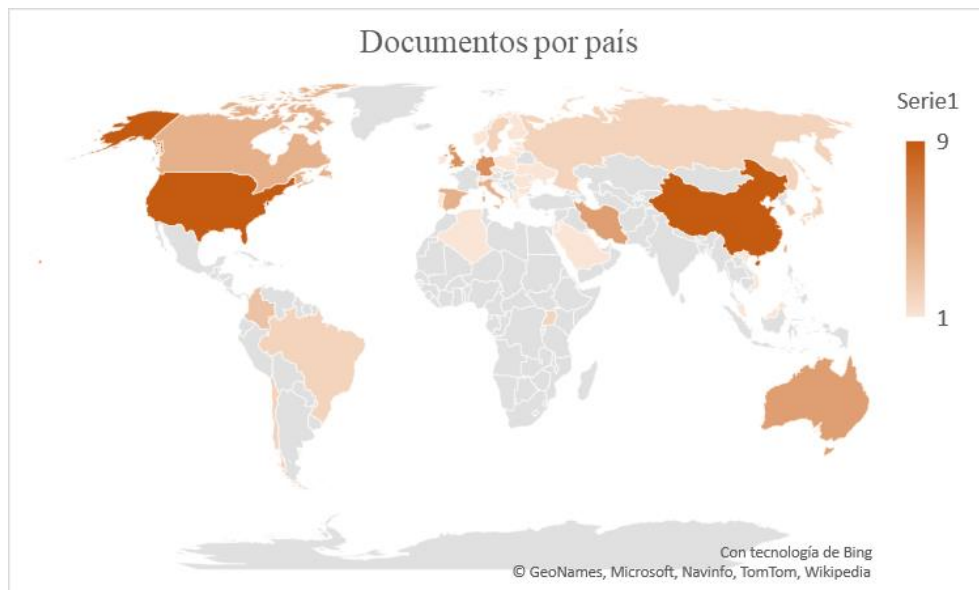 Documentos por país
Serie1
9
1
Con tecnología de Bing
© GeoNames, Microsoft, Navinfo, TomTom, Wikipedia